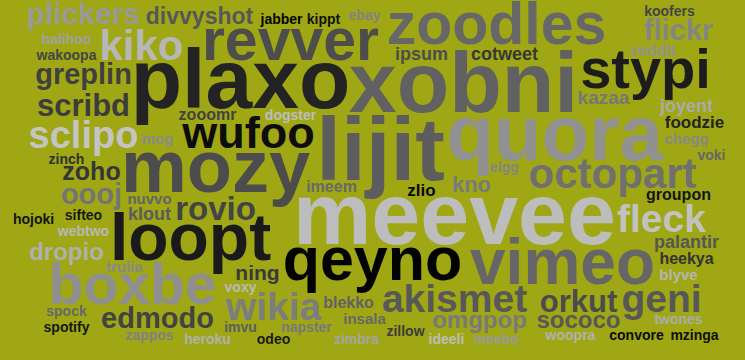 plickers divvyshot jabber kippt ebay zoodles koofers
balihoo kiko revver flickr
wakoopa ipsum cotweet roddit
greplin plaxo xobni stypi
scribd zooomr dogster kazaa joyent
sclipo mog wufoo lijit quora foodzie
chegg
zinch zoho mozy elgg voki
oooj nuvvo imeem zlio kno octopart groupon
hojoki sifteo klout rovio meevee fleck
webtwo loopt palantir
dropio qeyno vimeo heekya
boxbe trulia ning blyve
voxy
spock wikia blekko akismet orkut geni
spotify edmodo imvu napster insala omgpop sococo twones
zappos heroku odeo zimbra zillow ideeli meebo woopra convore mzinga